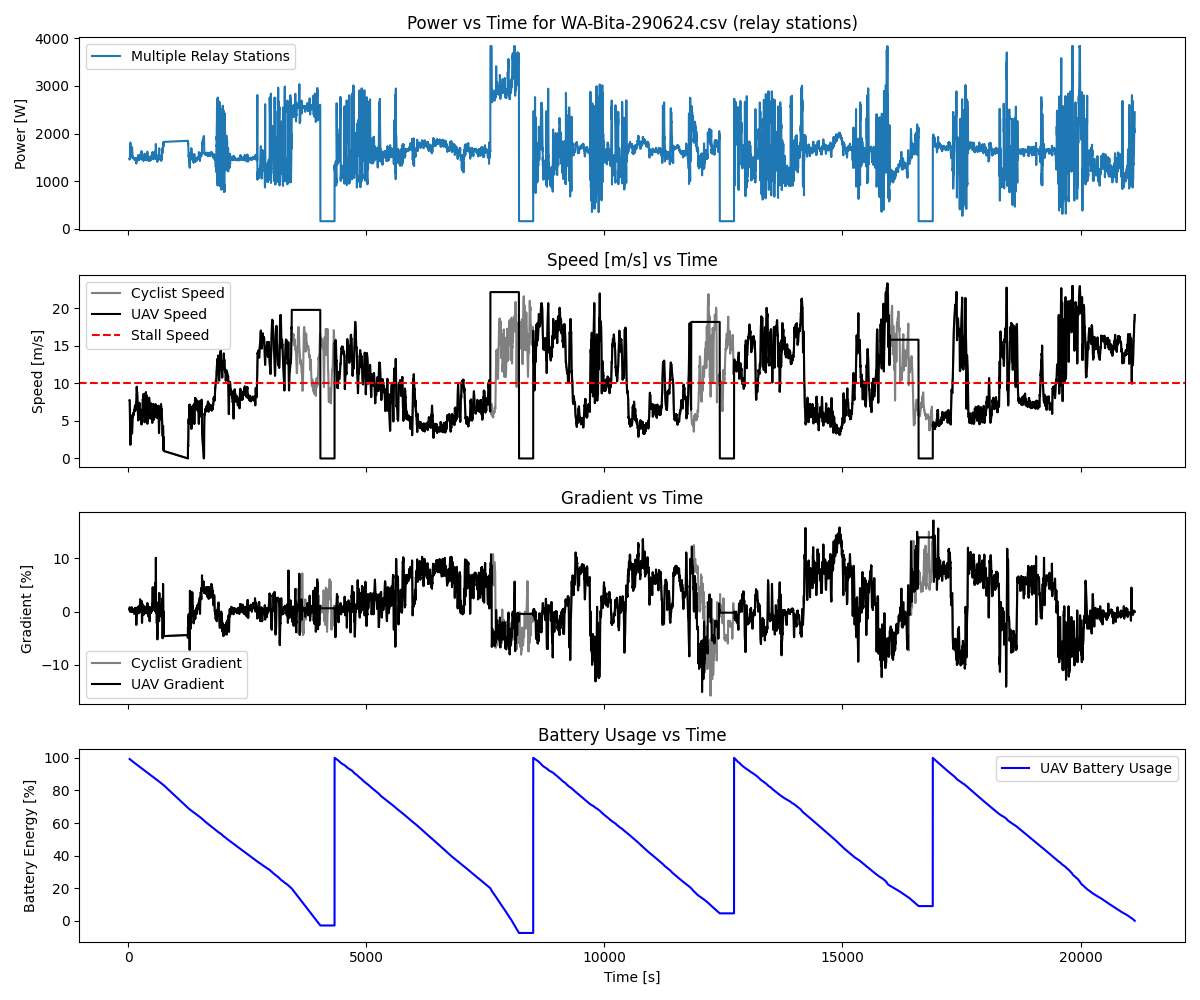 Power vs Time for WA-Bita-290624.csv (relay stations)
4000
3000
2000
1000
0
Power [W]
Multiple Relay Stations
Speed [m/s] vs Time
20
15
10
5
0
Speed [m/s]
Cyclist Speed
UAV Speed
Stall Speed
Gradient vs Time
10
0
−10
Gradient [%]
Cyclist Gradient
UAV Gradient
Battery Usage vs Time
100
80
60
40
20
0
Battery Energy [%]
UAV Battery Usage
0 5000 10000 15000 20000
Time [s]